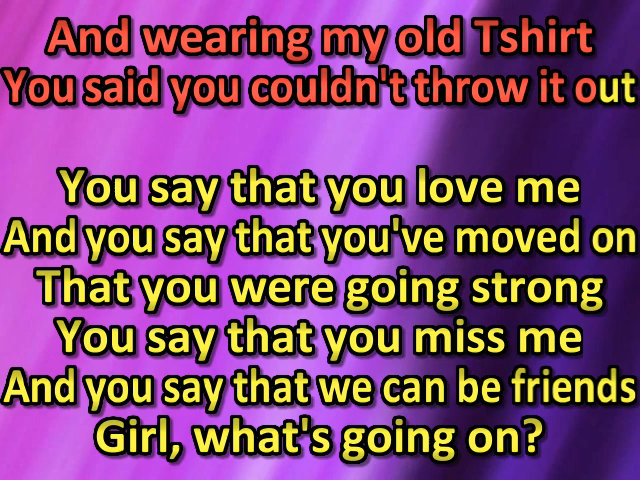 And wearing my old Tshirt
You said you couldn't throw it out
You say that you love me
And you say that you've moved on
That you were going strong
You say that you miss me
And you say that we can be friends
Girl, what's going on?